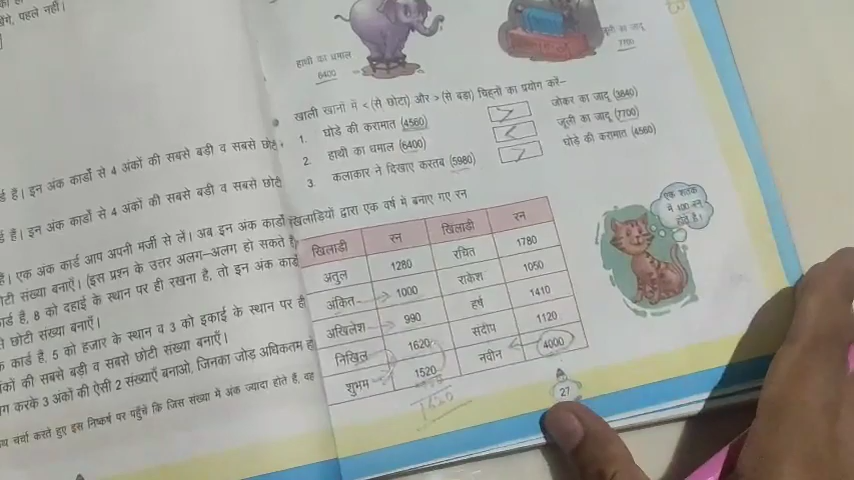 पहले नहीं।
हैं। इन अंक कार्डों से 4 अंकों की सबसे बड़ी व सबसे छोटी
हैं। इन अंक कार्डों से 4 अंकों की सबसे बड़ी व सबसे छोटी
हैं। एक अंक कार्ड आप अपनी मर्जी से लें। अब इन अंक कार्डों
संख्या बनाएँ। (इस प्रश्न के उत्तर अलग–अलग हो सकते हैं
कार्ड हैं, 8 को दहाई के स्थान पर ही रखना है, तो इन अंक कार्डों
छोटी संख्या बनाएँ।
कार्ड हैं, 5 को हजार के स्थान व 3 को इकाई के स्थान पर ही
की सबसे बड़ी व सबसे छोटी संख्या बनाएँ।
करके 3 अंकों की ऐसी 2 संख्याएँ बनाओ, जिनका जोड़ अधिकतम हो
चर्चा करते हुए इस निष्कर्ष पर पहुँचे कि जिस संख्या में अंक ज्यादा होते हैं, वह
हाथी का धमाल
6400
जूली का जादू
7700
खाली खानों में < (से छोटा) और > (से बड़ा) चिह्नों का प्रयोग करें–
1. घोड़े की करामात (4560) > जोकर का जादू (3840)
2. हाथी का धमाल (6400) < जूली का जादू (7700)
3. कलाकार ने दिखाए करतब (5980) > घोड़े की करामात (4560)
खिलाड़ियों द्वारा एक वर्ष में बनाए गए रन
खिलाड़ी रन खिलाड़ी रन
अतुल 1280 रचित 1780
अंकित 1000 राकेश 1050
अखिलेश 990 हर्ष 1410
निखिल 1620 संदीप 1120
शुभम 1520 नवीन 4000
1620
एक शतक
में 100 रन
होते हैं।
27